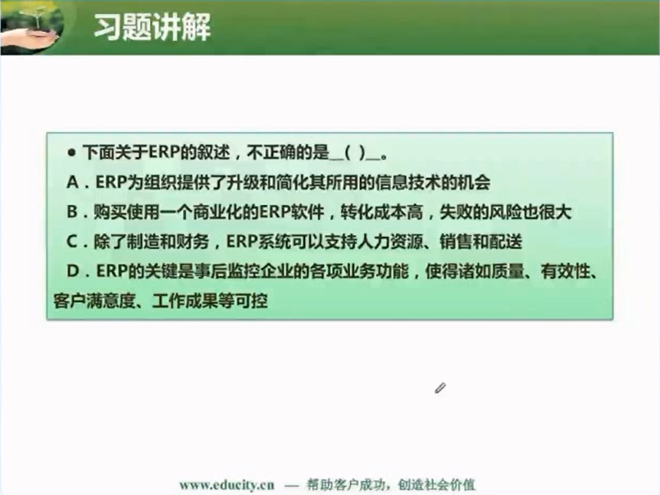 习题讲解
● 下面关于ERP的叙述，不正确的是__( )__。
A．ERP为组织提供了升级和简化其所用的信息技术的机会
B．购买使用一个商业化的ERP软件，转化成本高，失败的风险也很大
C．除了制造和财务，ERP系统可以支持人力资源、销售和配送
D．ERP的关键是事后监控企业的各项业务功能，使得诸如质量、有效性、
客户满意度、工作成果等可控
www.educity.cn — 帮助客户成功，创造社会价值